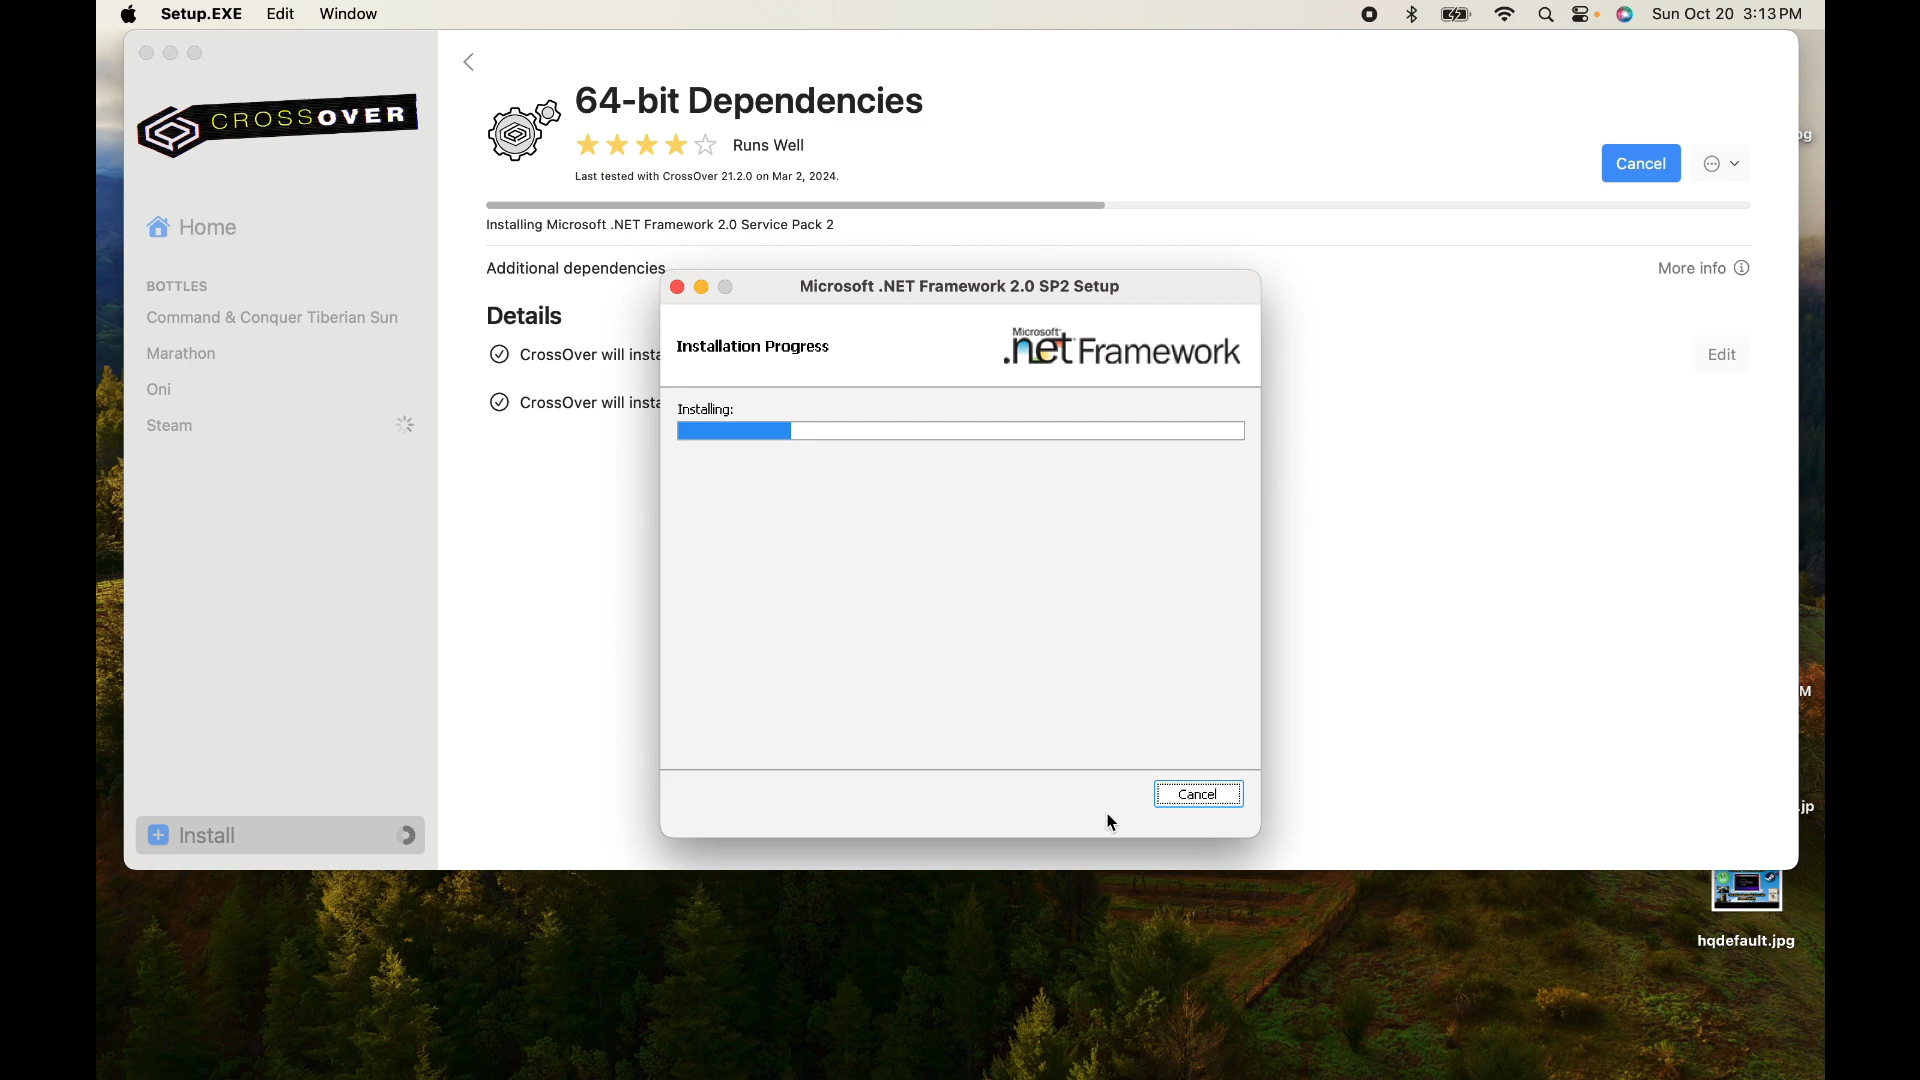 Setup.EXE Edit Window
Sun Oct 20 3:13 PM
CROSSOVER
Home
BOTTLES
Command & Conquer Tiberian Sun
Marathon
Oni
Steam
Install
64-bit Dependencies
Runs Well
Last tested with CrossOver 21.2.0 on Mar 2, 2024.
Cancel
Installing Microsoft .NET Framework 2.0 Service Pack 2
Additional dependencies
More info
Details
CrossOver will insta
Edit
CrossOver will insta
Microsoft .NET Framework 2.0 SP2 Setup
Installation Progress
Microsoft
.net Framework
Installing:
Cancel
M
.jp
hqdefault.jpg